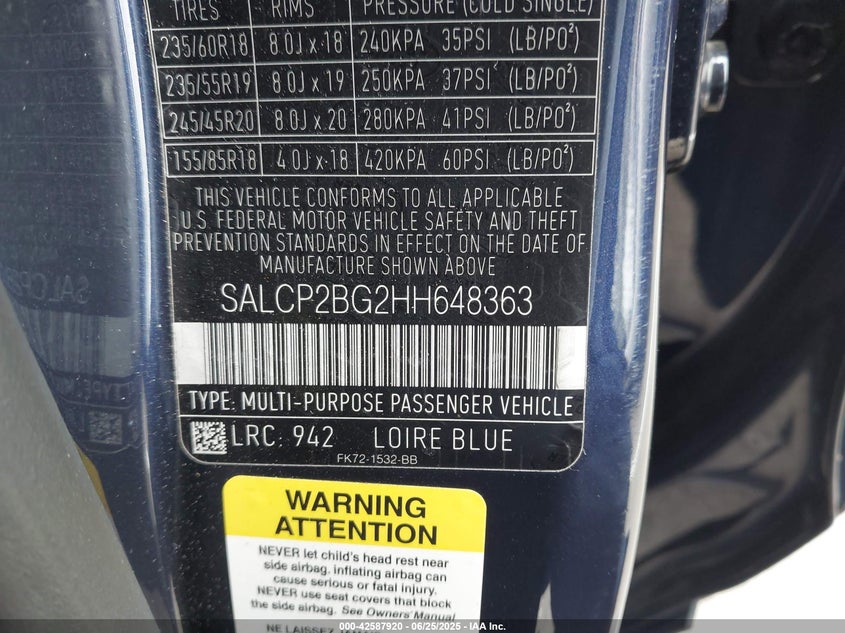 TIRES RIMS PRESSURE (COLD SINGLE)
235/60R18 8.0J x 18 240KPA 35PSI (LB/PO²)
235/55R19 8.0J x 19 250KPA 37PSI (LB/PO²)
245/45R20 8.0J x 20 280KPA 41PSI (LB/PO²)
155/85R18 4.0J x 18 420KPA 60PSI (LB/PO²)
THIS VEHICLE CONFORMS TO ALL APPLICABLE
U.S. FEDERAL MOTOR VEHICLE SAFETY AND THEFT
PREVENTION STANDARDS IN EFFECT ON THE DATE OF
MANUFACTURE SHOWN ABOVE
SALCP2BG2HH648363
TYPE: MULTI-PURPOSE PASSENGER VEHICLE
LRC: 942 LOIRE BLUE
FK72-1532-BB
WARNING
ATTENTION
NEVER let child's head rest near
side airbag, inflating airbag can
cause serious or fatal injury.
NEVER use seat covers that block
the side airbag. See Owners Manual
NE LAISSEZ
000-42587920 - 06/25/2025 - IAA Inc.